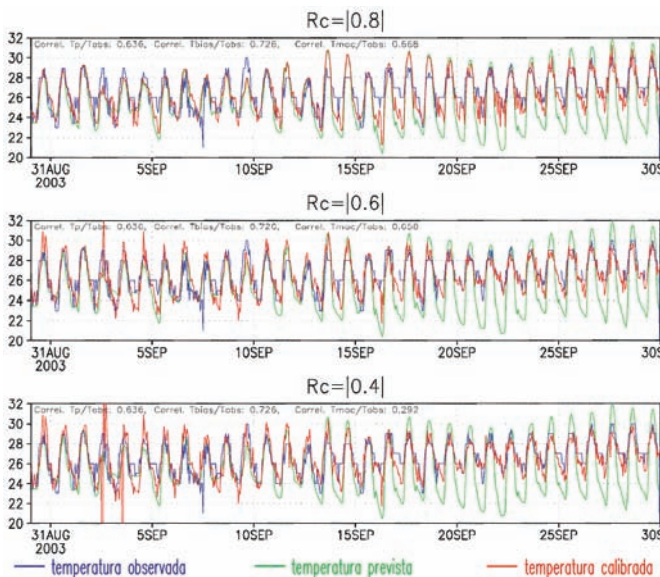 Rc=|0.8|
Correl. Tp/Tobs: 0.636, Correl. Tbias/Tobs: 0.726, Correl. Tmoc/Tobs: 0.668
32
30
28
26
24
22
20
31AUG 5SEP 10SEP 15SEP 20SEP 25SEP 30S
2003
Rc=|0.6|
Correl. Tp/Tobs: 0.636, Correl. Tbias/Tobs: 0.726, Correl. Tmoc/Tobs: 0.650
32
30
28
26
24
22
20
31AUG 5SEP 10SEP 15SEP 20SEP 25SEP 30S
2003
Rc=|0.4|
Correl. Tp/Tobs: 0.636, Correl. Tbias/Tobs: 0.726, Correl. Tmoc/Tobs: 0.292
32
30
28
26
24
22
20
31AUG 5SEP 10SEP 15SEP 20SEP 25SEP 30S
2003
temperatura observada temperatura prevista temperatura calibrada